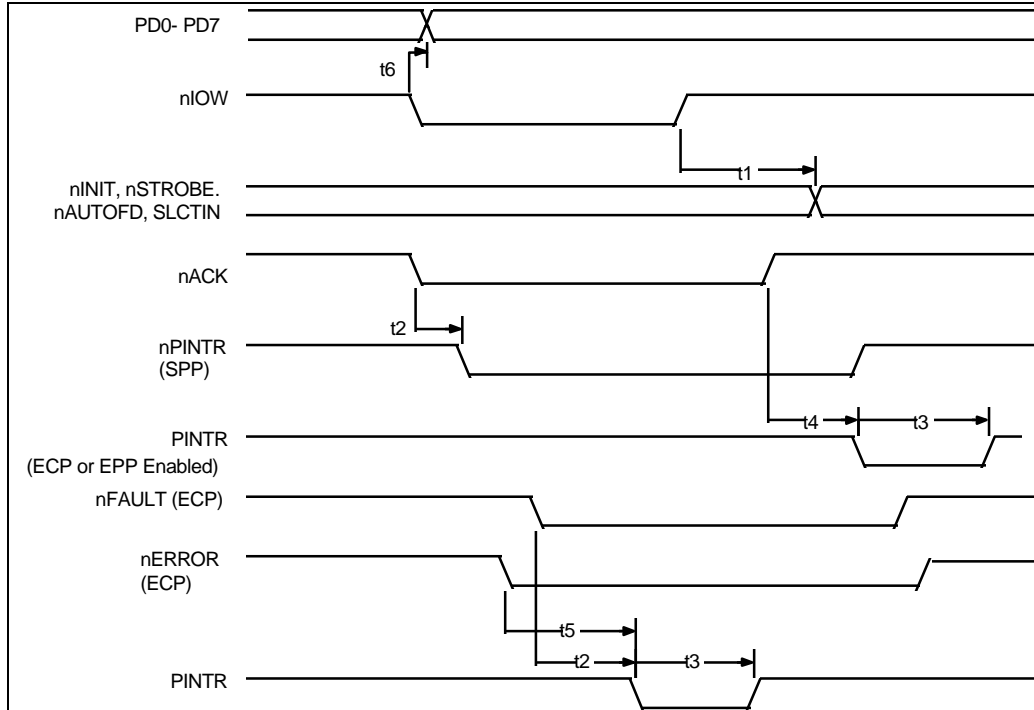 PD0- PD7
t6
nIOW
t1
nINIT, nSTROBE.
nAUTOFD, SLCTIN
nACK
t2
nPINTR
(SPP)
t4
t3
PINTR
(ECP or EPP Enabled)
nFAULT (ECP)
nERROR
(ECP)
t5
t2
t3
PINTR